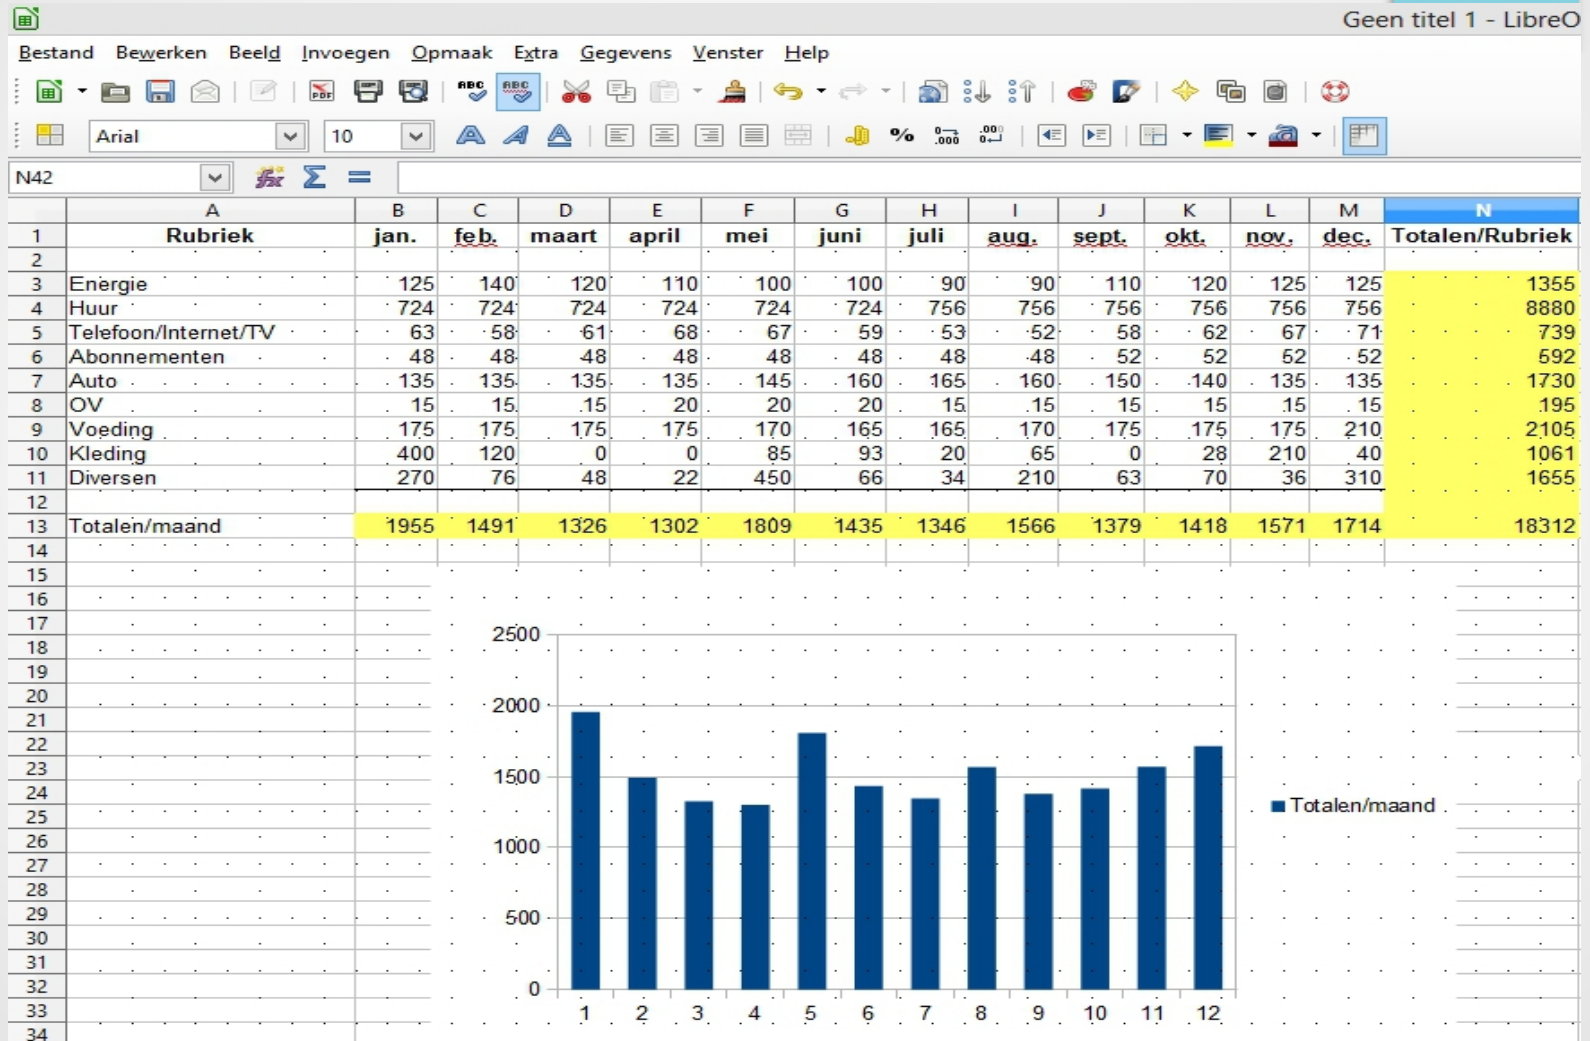 Geen titel 1 - LibreO
Bestand Bewerken Beeld Invoegen Opmaak Extra Gegevens Venster Help
Arial 10
N42
A B C D E F G H I J K L M N
1 Rubriek jan. feb. maart april mei juni juli aug. sept. okt. nov. dec. Totalen/Rubriek
2
3 Energie 125 140 120 110 100 100 90 90 110 120 125 125 1355
4 Huur 724 724 724 724 724 724 756 756 756 756 756 756 8880
5 Telefoon/Internet/TV 63 58 61 68 67 59 53 52 58 62 67 71 739
6 Abonnementen 48 48 48 48 48 48 48 48 52 52 52 52 592
7 Auto 135 135 135 135 145 160 165 160 150 140 135 135 1730
8 OV 15 15 15 20 20 20 15 15 15 15 15 15 195
9 Voeding 175 175 175 175 170 165 165 170 175 175 175 210 2105
10 Kleding 400 120 0 0 85 93 20 65 0 28 210 40 1061
11 Diversen 270 76 48 22 450 66 34 210 63 70 36 310 1655
12
13 Totalen/maand 1955 1491 1326 1302 1809 1435 1346 1566 1379 1418 1571 1714 18312
14
15
16
17
18
19
20
21
22
23
24
25
26
27
28
29
30
31
32
33
34
2500
2000
1500
1000
500
0
1 2 3 4 5 6 7 8 9 10 11 12
Totalen/maand